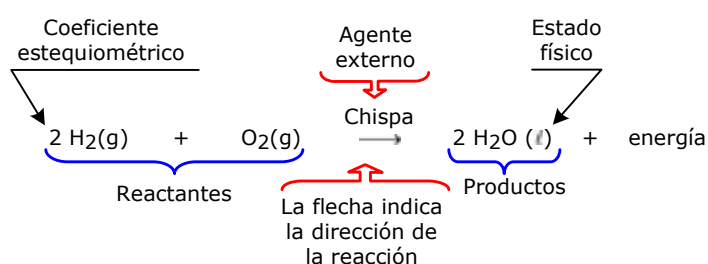 Coeficiente
estequiométrico
Agente
externo
Estado
físico
Chispa
2 H2(g) + O2(g) ⟶ 2 H2O (ℓ) + energía
Reactantes
Productos
La flecha indica
la dirección de
la reacción